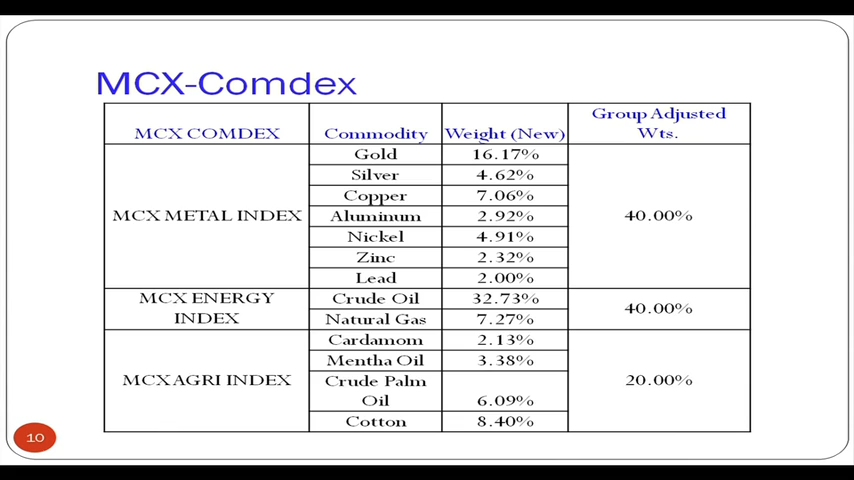 MCX-Comdex
MCX COMDEX Commodity Weight (New) Group Adjusted Wts.
MCX METAL INDEX Gold 16.17% 40.00%
Silver 4.62%
Copper 7.06%
Aluminum 2.92%
Nickel 4.91%
Zinc 2.32%
Lead 2.00%
MCX ENERGY INDEX Crude Oil 32.73% 40.00%
Natural Gas 7.27%
MCX AGRI INDEX Cardamom 2.13% 20.00%
Mentha Oil 3.38%
Crude Palm Oil 6.09%
Cotton 8.40%
10